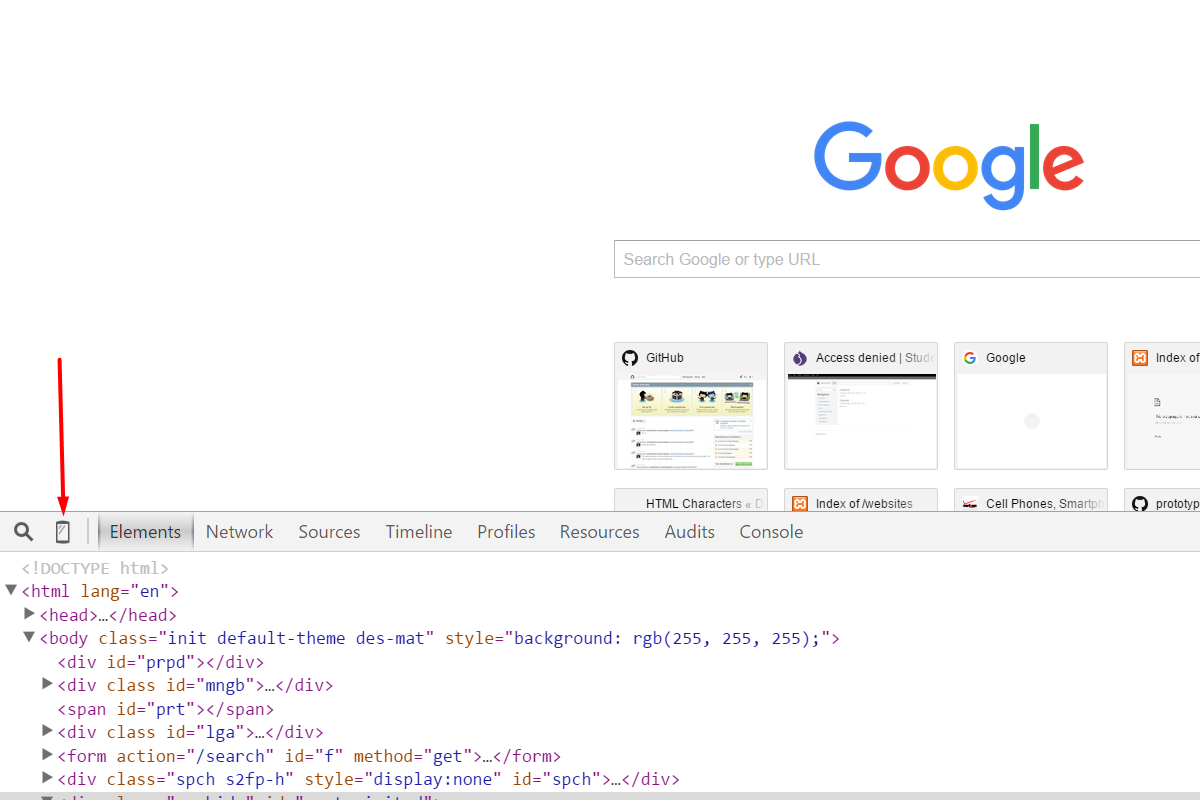 Google
Search Google or type URL
GitHub
Access denied | Stude
Google
Index of
HTML Characters « D
Index of /websites
Cell Phones, Smartph
prototyp
Elements Network Sources Timeline Profiles Resources Audits Console
<!DOCTYPE html>
▼<html lang="en">
▶<head>…</head>
▼<body class="init default-theme des-mat" style="background: rgb(255, 255, 255);">
<div id="prpd"></div>
▶<div class id="mngb">…</div>
<span id="prt"></span>
▶<div class id="lga">…</div>
▶<form action="/search" id="f" method="get">…</form>
▶<div class="spch s2fp-h" style="display:none" id="spch">…</div>